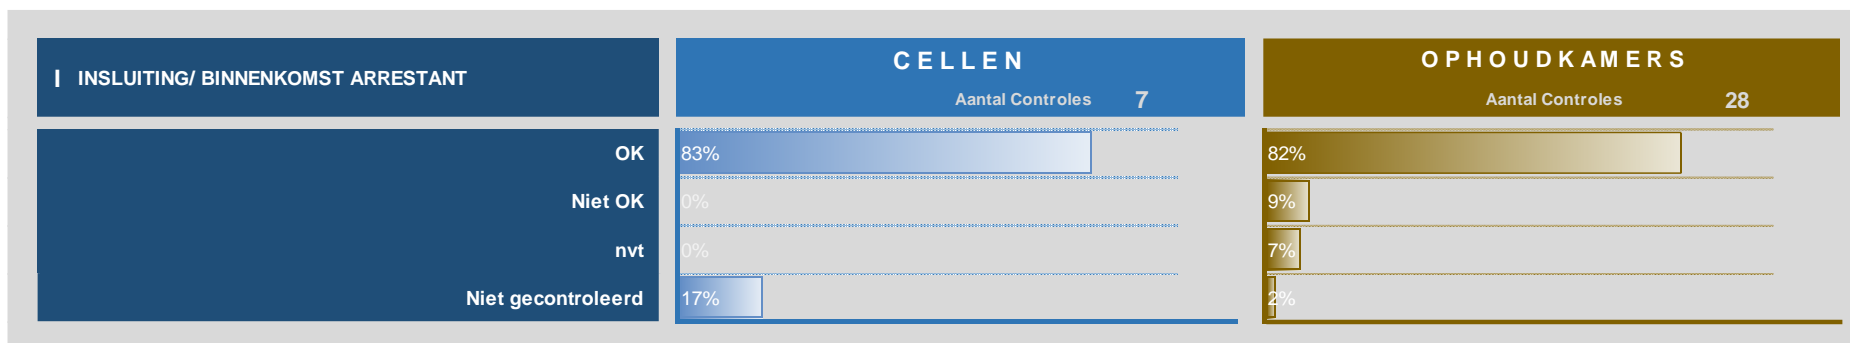 I INSLUITING/ BINNENKOMST ARRESTANT
CELLEN
Aantal Controles 7
OPHOUDKAMERS
Aantal Controles 28
OK 83% 82%
Niet OK 0% 9%
nvt 0% 7%
Niet gecontroleerd 17% 2%